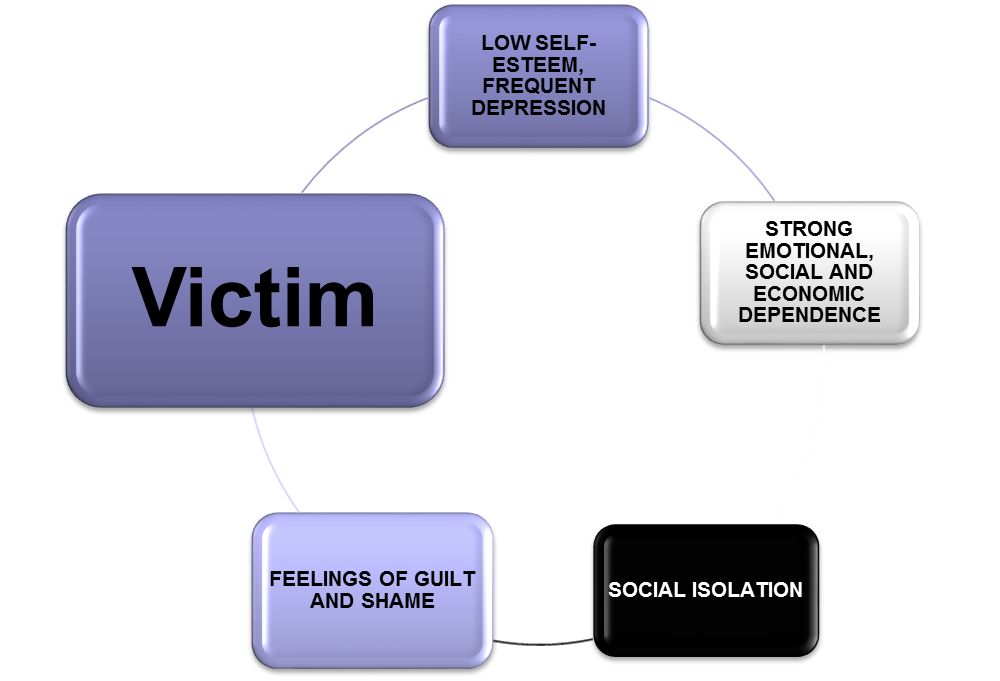 LOW SELF-
ESTEEM,
FREQUENT
DEPRESSION
Victim
STRONG
EMOTIONAL,
SOCIAL AND
ECONOMIC
DEPENDENCE
FEELINGS OF GUILT
AND SHAME
SOCIAL ISOLATION